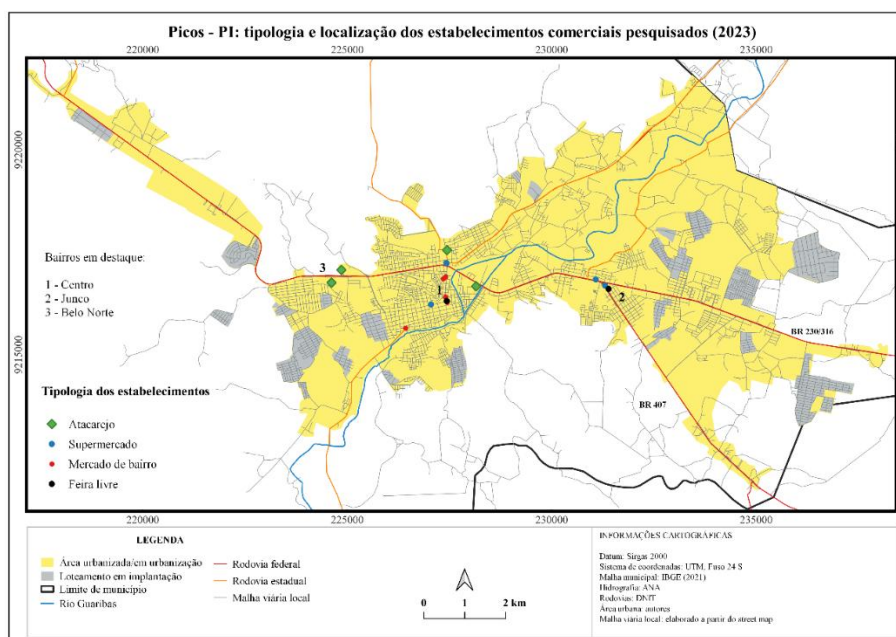 Picos - PI: tipologia e localização dos estabelecimentos comerciais pesquisados (2023)
220000 225000 230000 235000
9220000
9215000
Bairros em destaque:
1 - Centro
2 - Junco
3 - Belo Norte
3
1
2
BR 230/316
BR 407
Tipologia dos estabelecimentos
Atacarejo
Supermercado
Mercado de bairro
Feira livre
220000 225000 230000 235000
LEGENDA
Área urbanizada/em urbanização
Loteamento em implantação
Limite de município
Rio Guaribas
Rodovia federal
Rodovia estadual
Malha viária local
0 1 2 km
INFORMAÇÕES CARTOGRÁFICAS
Datum: Sirgas 2000
Sistema de coordenadas: UTM, Fuso 24 S
Malha municipal: IBGE (2021)
Hidrografia: ANA
Rodovias: DNIT
Área urbana: autores
Malha viária local: elaborado a partir do street map